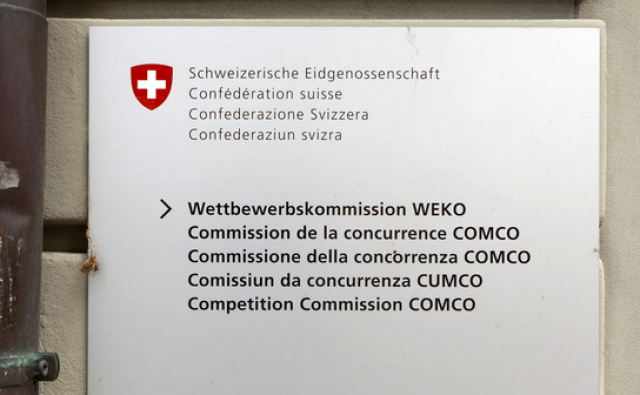 Schweizerische Eidgenossenschaft
Confédération suisse
Confederazione Svizzera
Confederaziun svizra
Wettbewerbskommission WEKO
Commission de la concurrence COMCO
Commissione della concorrenza COMCO
Comissiun da concurrenza CUMCO
Competition Commission COMCO